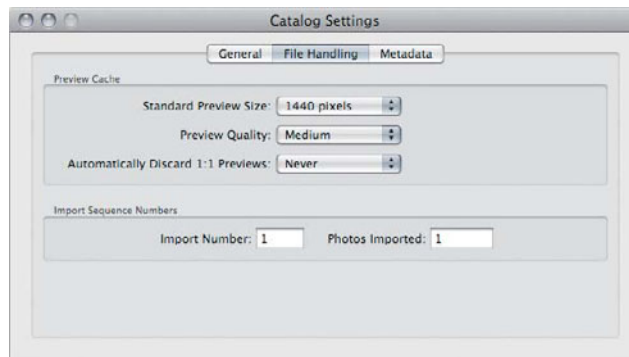 Catalog Settings
General File Handling Metadata
Preview Cache
Standard Preview Size: 1440 pixels
Preview Quality: Medium
Automatically Discard 1:1 Previews: Never
Import Sequence Numbers
Import Number: 1 Photos Imported: 1